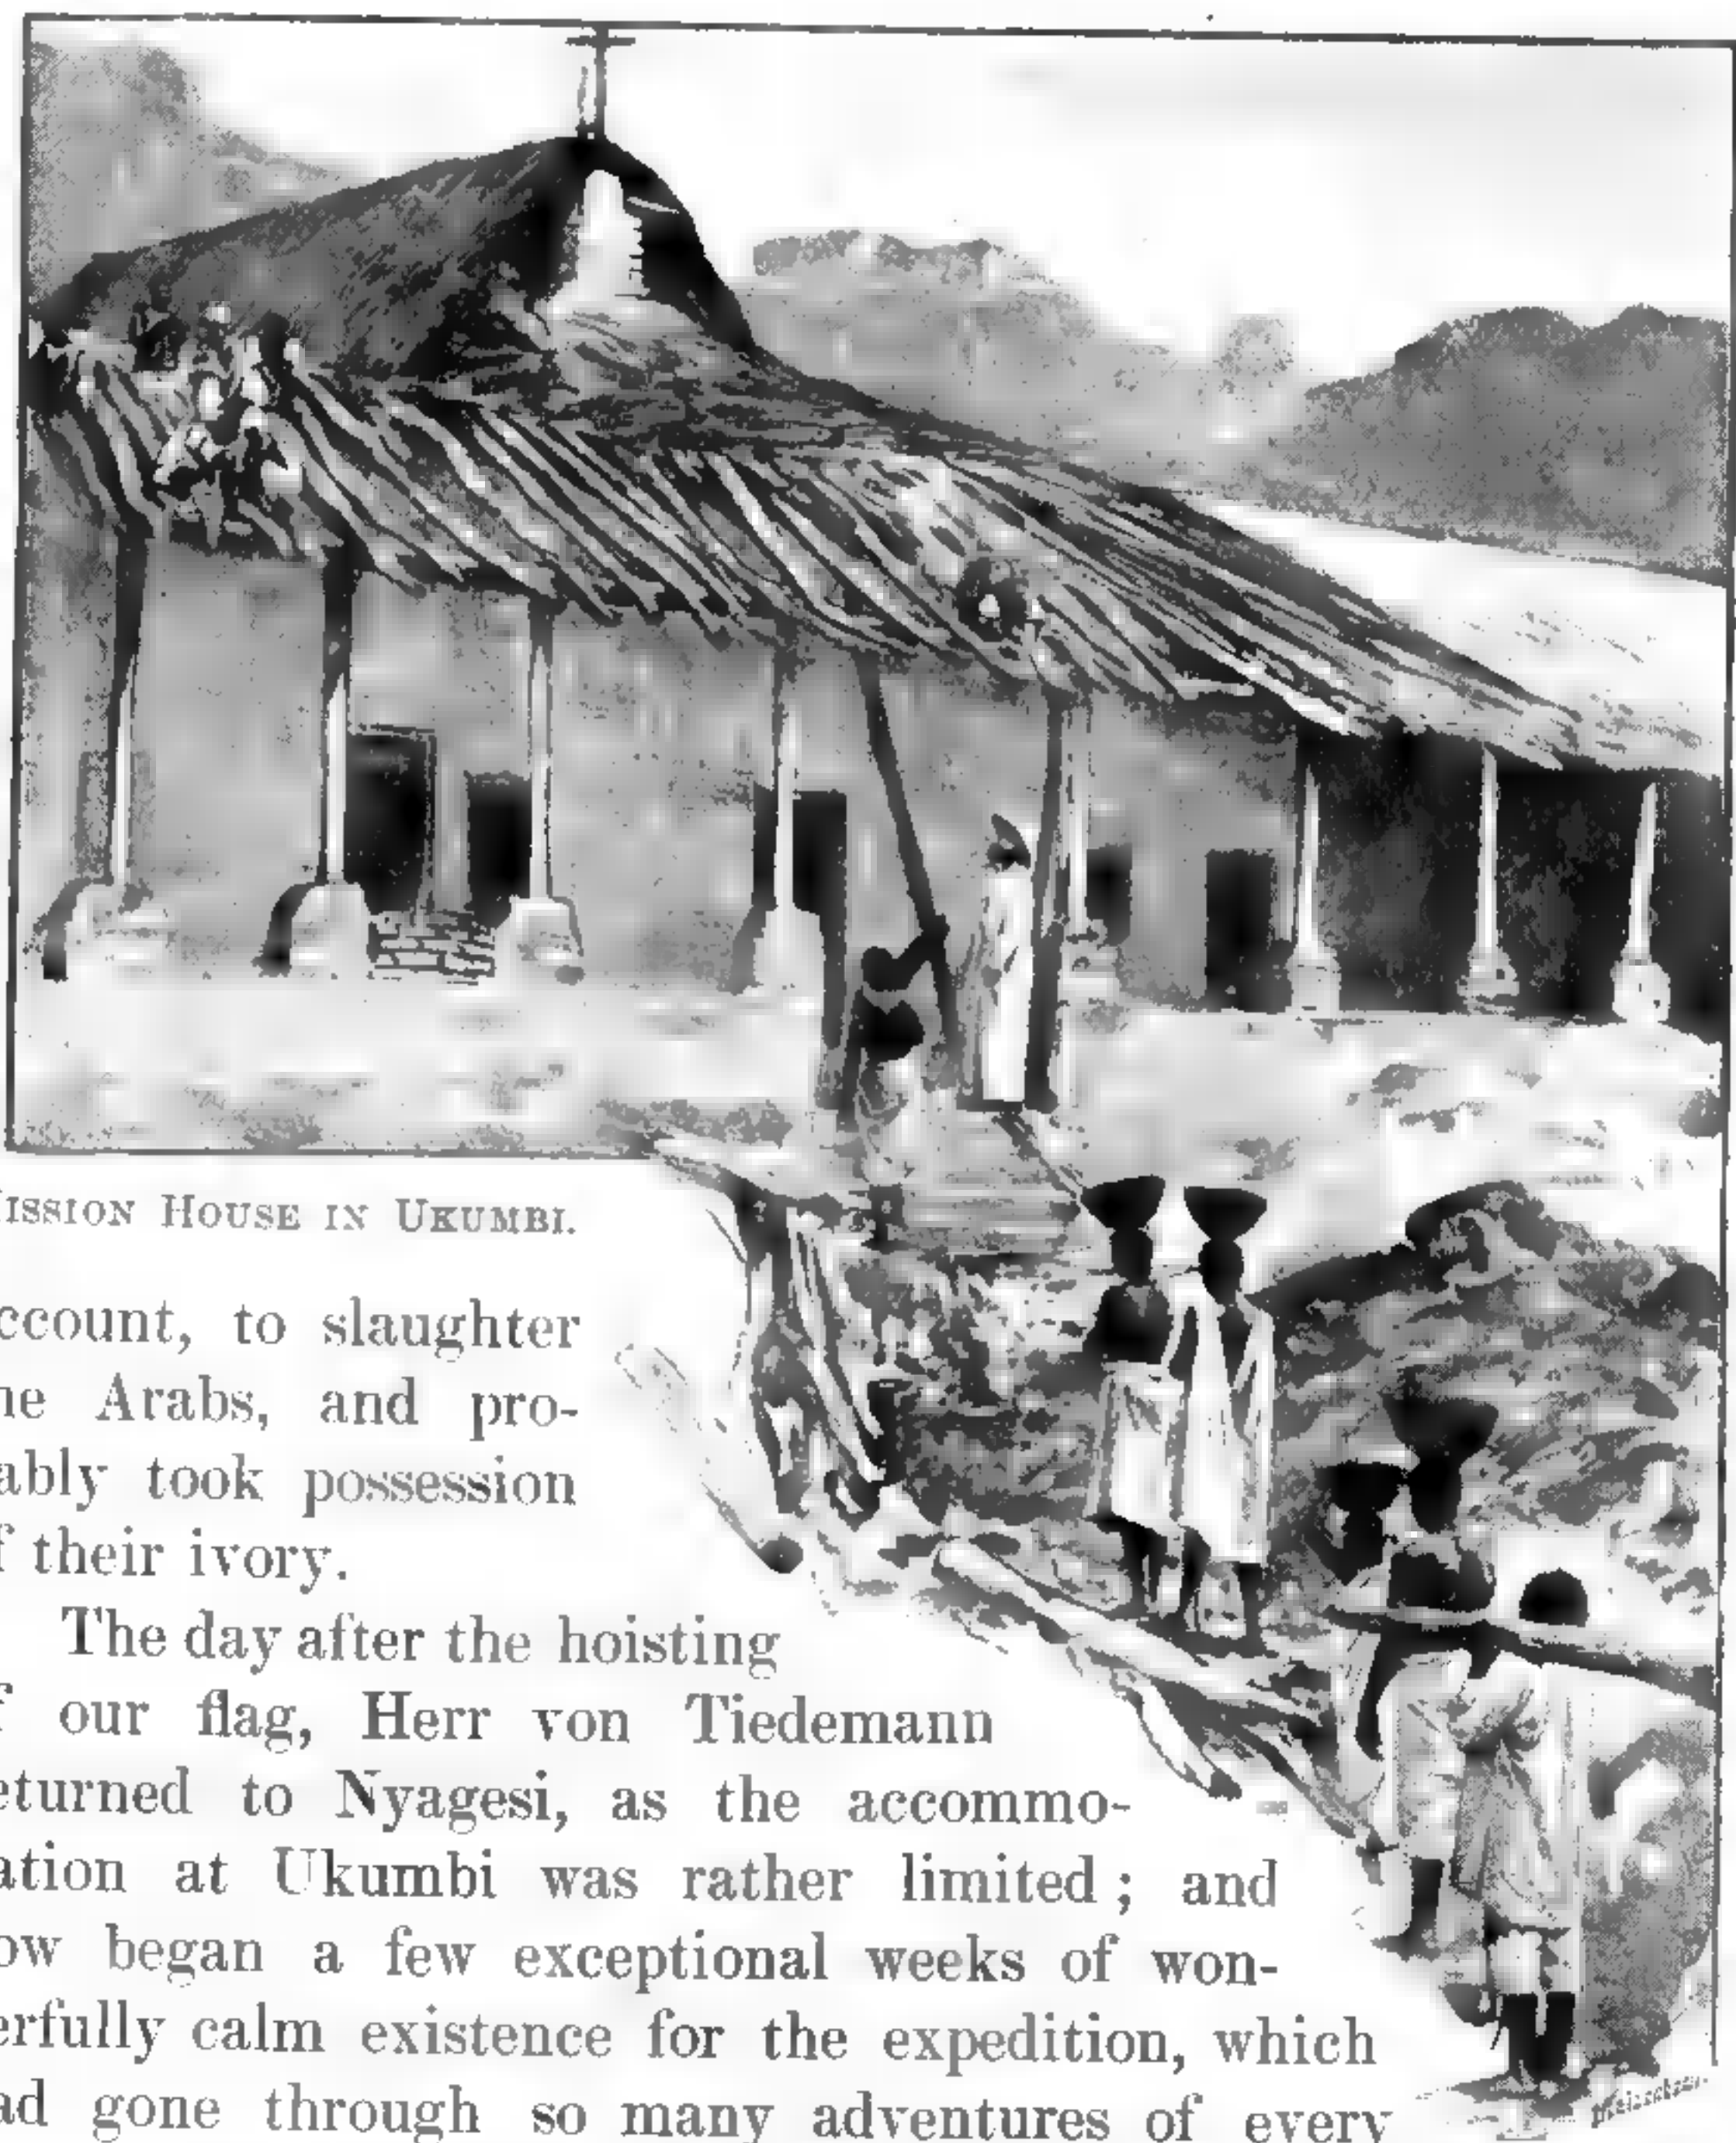 ission House in Ukumbi.
ccount, to slaughter
he Arabs, and pro-
ably took possession
f their ivory.
The day after the hoisting
f our flag, Herr von Tiedemann
eturned to Nyagesi, as the accommo-
ation at Ukumbi was rather limited; and
ow began a few exceptional weeks of won-
erfully calm existence for the expedition, which
ad gone through so many adventures of every